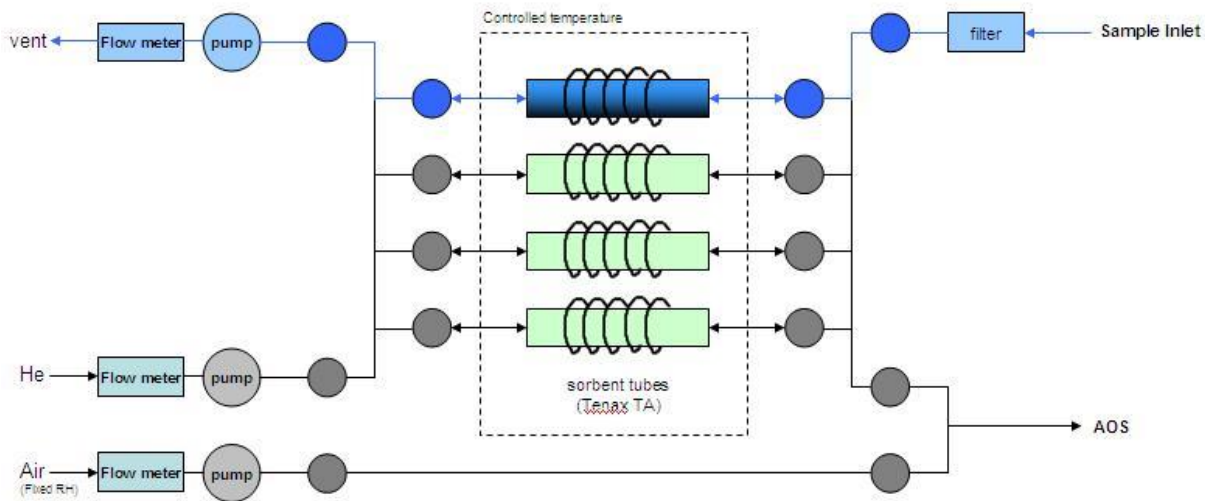 Controlled temperature
vent
Flow meter
pump
filter
Sample Inlet
He
Flow meter
pump
sorbent tubes
(Tenax TA)
Air
(Fixed RH)
Flow meter
pump
AOS